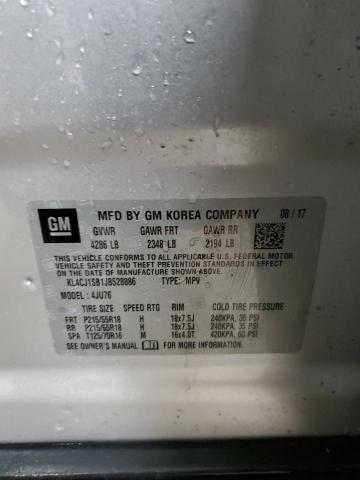 GM
MFD BY GM KOREA COMPANY 08/17
GVWR GAWR FRT GAWR RR
4286 LB 2348 LB 2194 LB
THIS VEHICLE CONFORMS TO ALL APPLICABLE U.S. FEDERAL MOTOR
VEHICLE SAFETY, BUMPER, AND THEFT PREVENTION STANDARDS
IN EFFECT ON THE DATE OF MANUFACTURE SHOWN ABOVE.
KL4CJ1SB1JB528886 TYPE: MPV
MODEL: 4JU76
TIRE SIZE SPEED RTG RIM COLD TIRE PRESSURE
FRT P215/55R18 H 18x7.5J 240KPA, 35 PSI
RR P215/55R18 H 18x7.5J 240KPA, 35 PSI
SPA T125/70R16 M 16x4.0T 420KPA, 60 PSI
SEE OWNER'S MANUAL FOR MORE INFORMATION